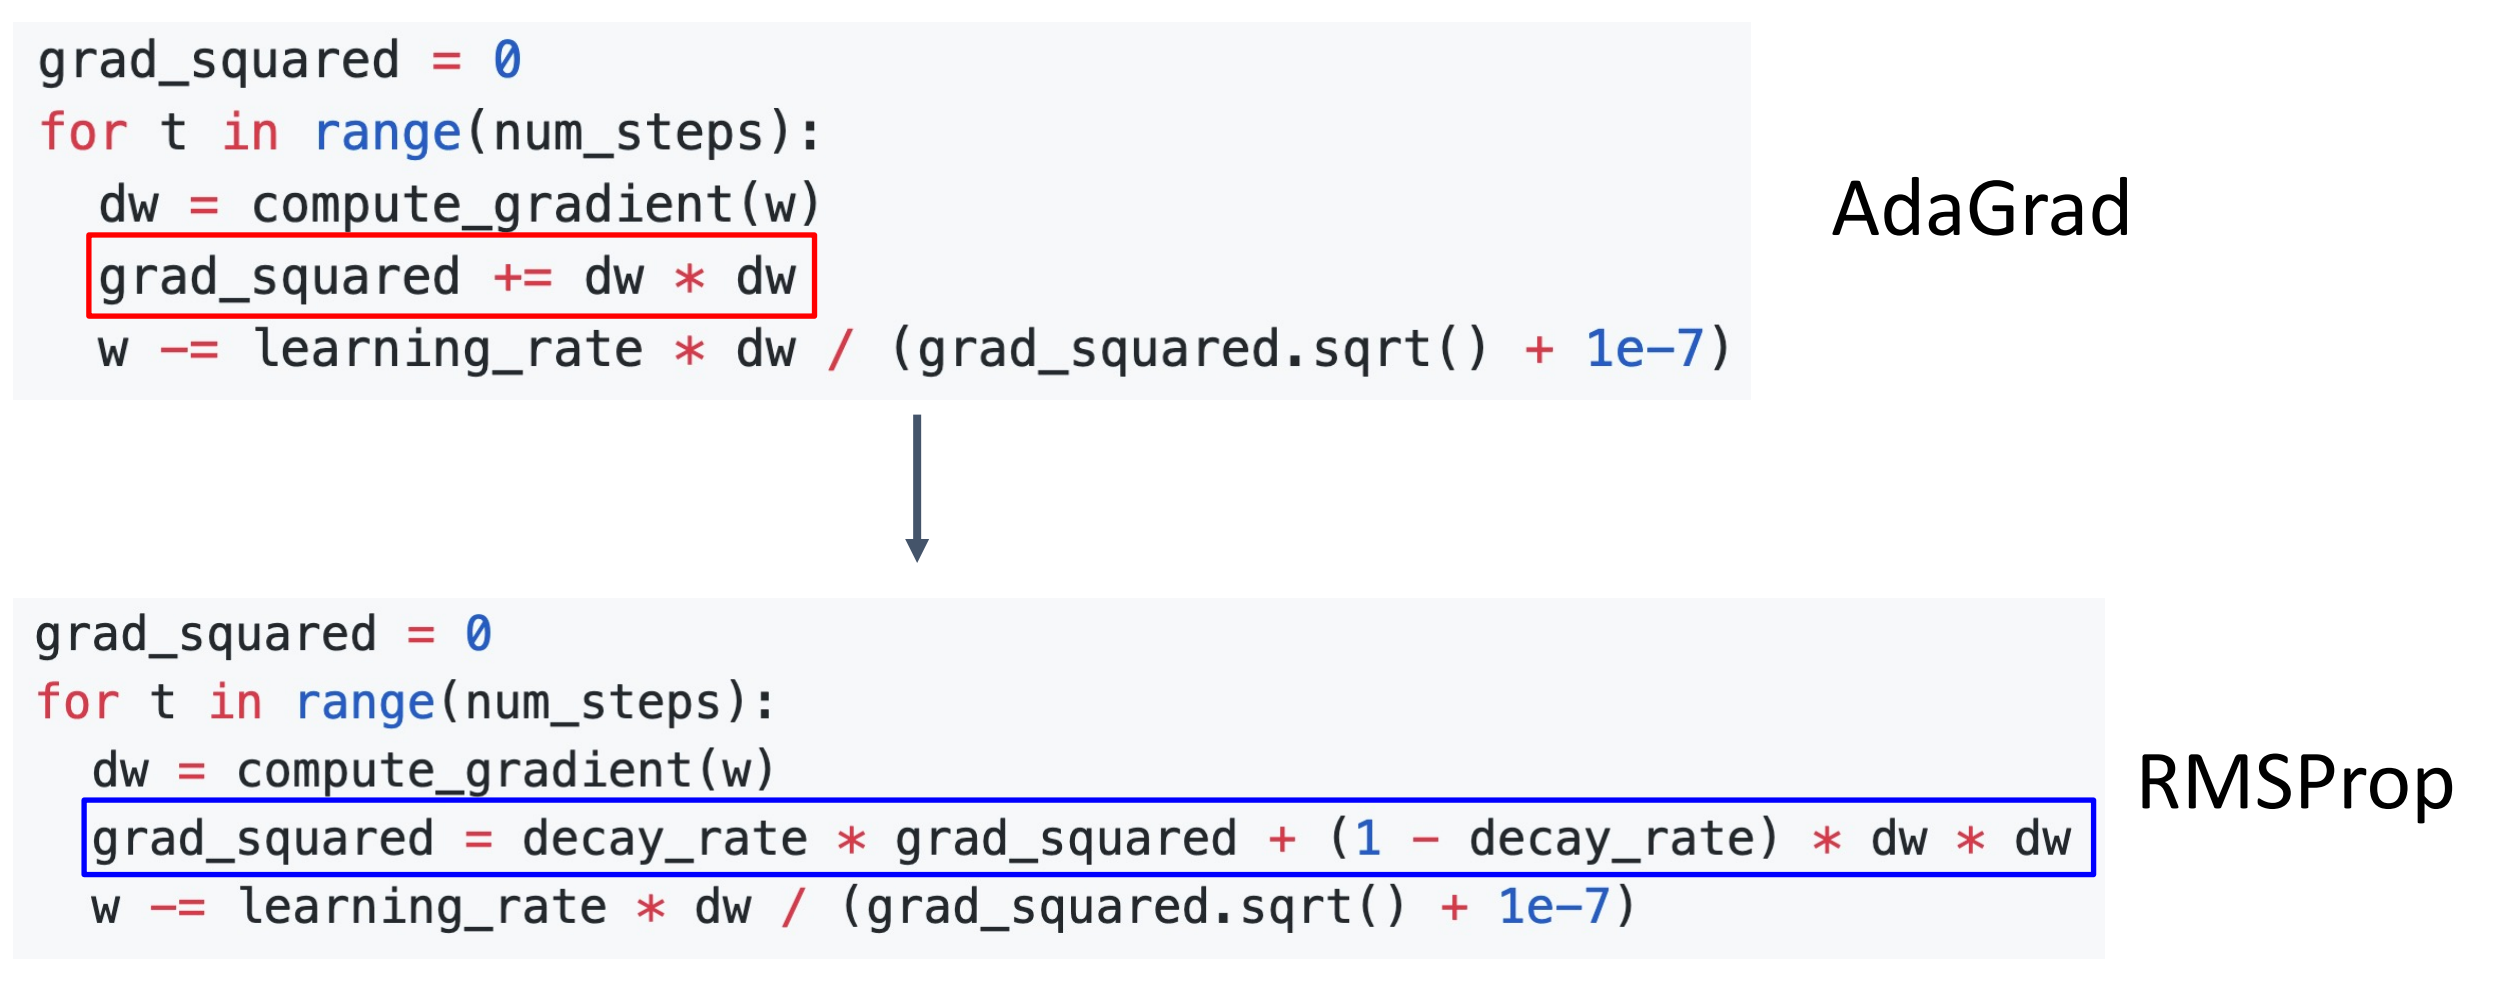 grad_squared = 0
for t in range(num_steps):
  dw = compute_gradient(w)
  grad_squared += dw * dw
  w -= learning_rate * dw / (grad_squared.sqrt() + 1e-7)
AdaGrad
grad_squared = 0
for t in range(num_steps):
  dw = compute_gradient(w)
  grad_squared = decay_rate * grad_squared + (1 - decay_rate) * dw * dw
  w -= learning_rate * dw / (grad_squared.sqrt() + 1e-7)
RMSProp